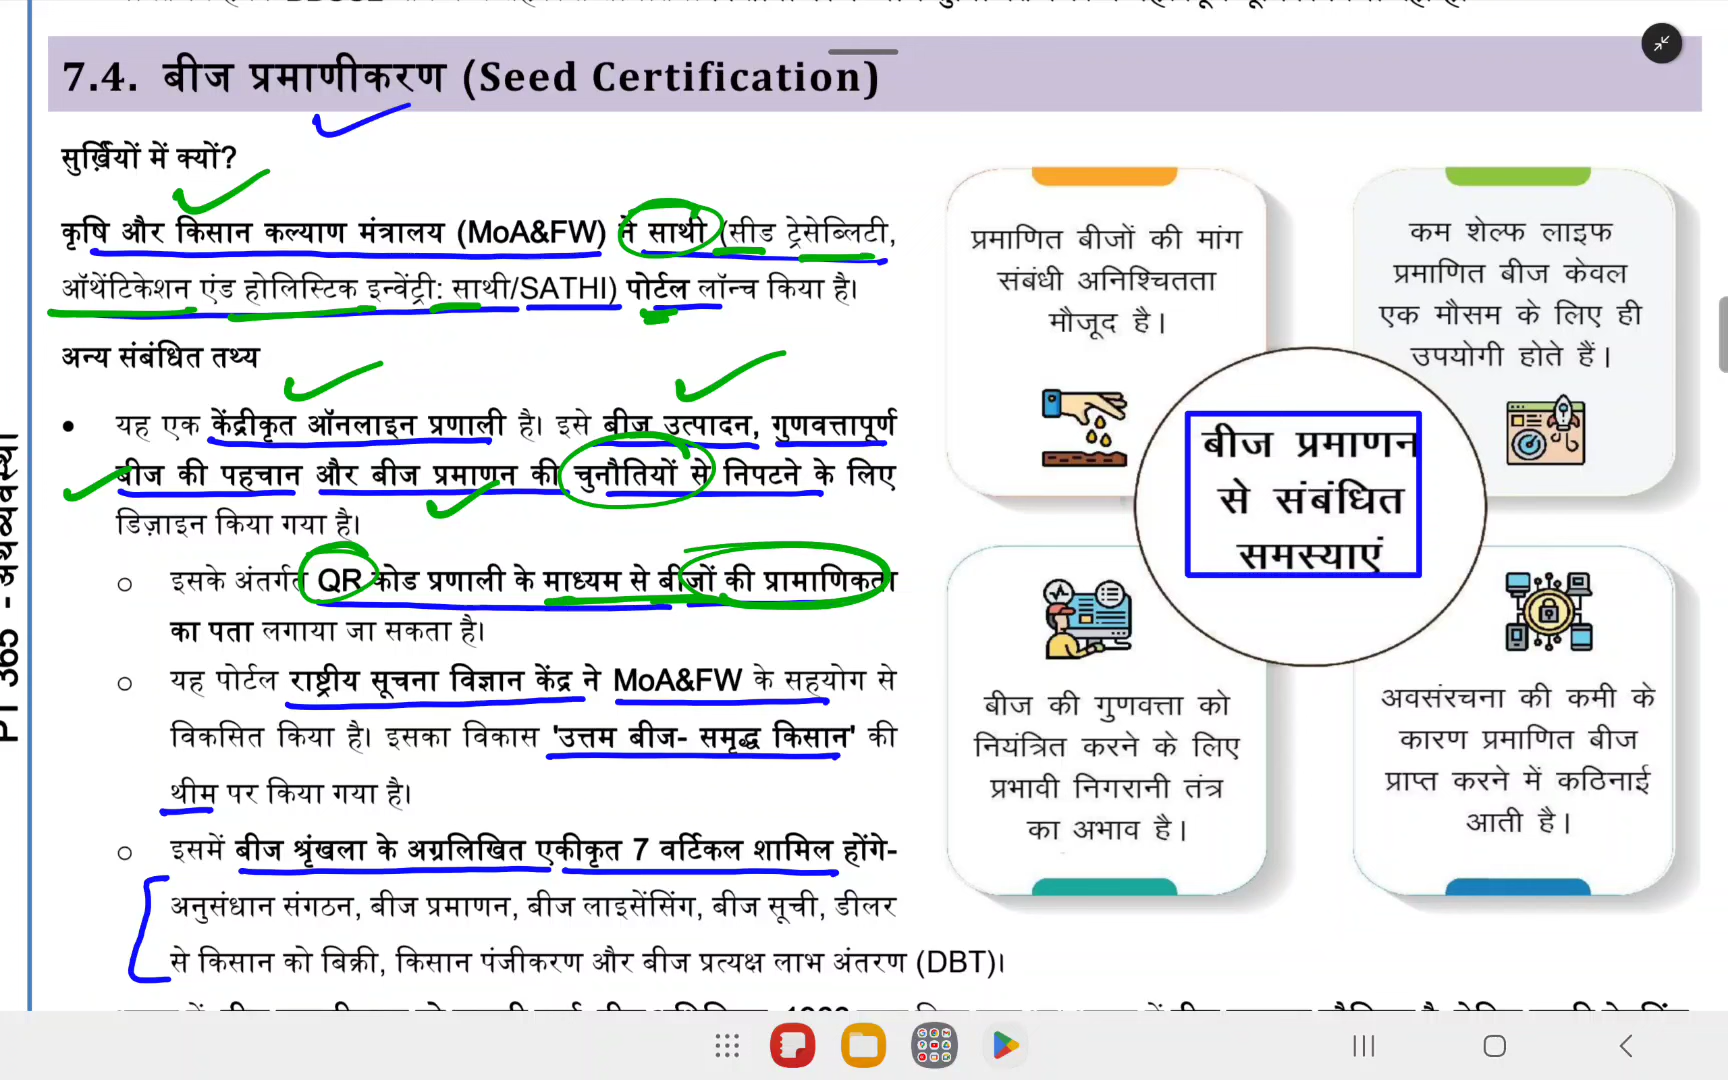 7.4. बीज प्रमाणीकरण (Seed Certification)
सुर्ख़ियों में क्यों?
कृषि और किसान कल्याण मंत्रालय (MoA&FW) ने साथी (सीड ट्रेसेब्लिटी,
ऑथेंटिकेशन एंड होलिस्टिक इन्वेंट्री: साथी/SATHI) पोर्टल लॉन्च किया है।
अन्य संबंधित तथ्य
• यह एक केंद्रीकृत ऑनलाइन प्रणाली है। इसे बीज उत्पादन, गुणवत्तापूर्ण
बीज की पहचान और बीज प्रमाणन की चुनौतियों से निपटने के लिए
डिज़ाइन किया गया है।
o इसके अंतर्गत QR कोड प्रणाली के माध्यम से बीजों की प्रामाणिकता
का पता लगाया जा सकता है।
o यह पोर्टल राष्ट्रीय सूचना विज्ञान केंद्र ने MoA&FW के सहयोग से
विकसित किया है। इसका विकास 'उत्तम बीज- समृद्ध किसान' की
थीम पर किया गया है।
o इसमें बीज श्रृंखला के अग्रलिखित एकीकृत 7 वर्टिकल शामिल होंगे-
अनुसंधान संगठन, बीज प्रमाणन, बीज लाइसेंसिंग, बीज सूची, डीलर
से किसान को बिक्री, किसान पंजीकरण और बीज प्रत्यक्ष लाभ अंतरण (DBT)।
प्रमाणित बीजों की मांग
संबंधी अनिश्चितता
मौजूद है।
कम शेल्फ लाइफ
प्रमाणित बीज केवल
एक मौसम के लिए ही
उपयोगी होते हैं।
बीज प्रमाणन
से संबंधित
समस्याएं
बीज की गुणवत्ता को
नियंत्रित करने के लिए
प्रभावी निगरानी तंत्र
का अभाव है।
अवसंरचना की कमी के
कारण प्रमाणित बीज
प्राप्त करने में कठिनाई
आती है।
PT 365 - अर्थव्यवस्था